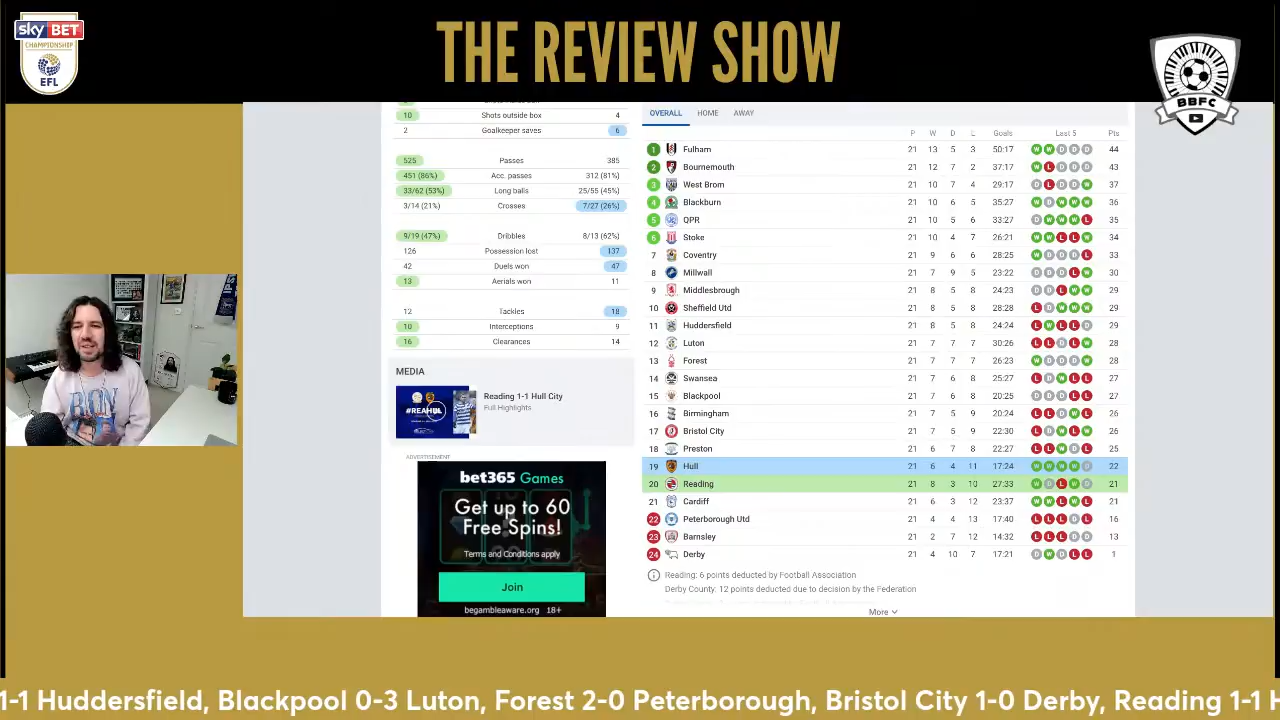 sky BET
CHAMPIONSHIP
EFL
THE REVIEW SHOW
BBFC
10 Shots outside box 4
2 Goalkeeper saves 6
525 Passes 385
451 (86%) Acc. passes 312 (81%)
33/62 (53%) Long balls 25/55 (45%)
3/14 (21%) Crosses 7/27 (26%)
9/19 (47%) Dribbles 8/13 (62%)
126 Possession lost 137
42 Duels won 47
13 Aerials won 11
12 Tackles 18
10 Interceptions 9
16 Clearances 14
MEDIA
#REAHUL
Reading 1-1 Hull City
Full Highlights
ADVERTISEMENT
bet365 Games
Get up to 60
Free Spins!
Terms and Conditions apply
Join
begambleaware.org 18+
OVERALL HOME AWAY
P W D L Goals Last 5 Pts
1 Fulham 21 13 5 3 50:17 W W D D D 44
2 Bournemouth 21 12 7 2 37:17 W L D D D 43
3 West Brom 21 10 7 4 29:17 D L D D W 37
4 Blackburn 21 10 6 5 35:27 W D W W W 36
5 QPR 21 10 5 6 33:27 D W W W L 35
6 Stoke 21 10 4 7 26:21 W W L L W 34
7 Coventry 21 9 6 6 28:25 W D D D L 33
8 Millwall 21 7 9 5 23:22 D D D L W 30
9 Middlesbrough 21 8 5 8 24:23 D D L W W 29
10 Sheffield Utd 21 8 5 8 28:28 L D W W W 29
11 Huddersfield 21 8 5 8 24:24 L W L L D 29
12 Luton 21 7 7 7 30:26 L L D L W 28
13 Forest 21 7 7 7 26:23 W D D D W 28
14 Swansea 21 7 6 8 25:27 L D W L L 27
15 Blackpool 21 7 6 8 20:25 D D D L L 27
16 Birmingham 21 7 5 9 20:24 L L D W L 26
17 Bristol City 21 7 5 9 22:30 L D W L W 26
18 Preston 21 6 7 8 22:27 L L W D L 25
19 Hull 21 6 4 11 17:24 W W W W D 22
20 Reading 21 8 3 10 27:33 W D L W D 21
21 Cardiff 21 6 3 12 23:37 W W L W L 21
22 Peterborough Utd 21 4 4 13 17:40 L L L D L 16
23 Barnsley 21 2 7 12 14:32 L L L D D 13
24 Derby 21 4 10 7 17:21 D W D L L 1
Reading: 6 points deducted by Football Association
Derby County: 12 points deducted due to decision by the Federation
More
1-1 Huddersfield, Blackpool 0-3 Luton, Forest 2-0 Peterborough, Bristol City 1-0 Derby, Reading 1-1 H